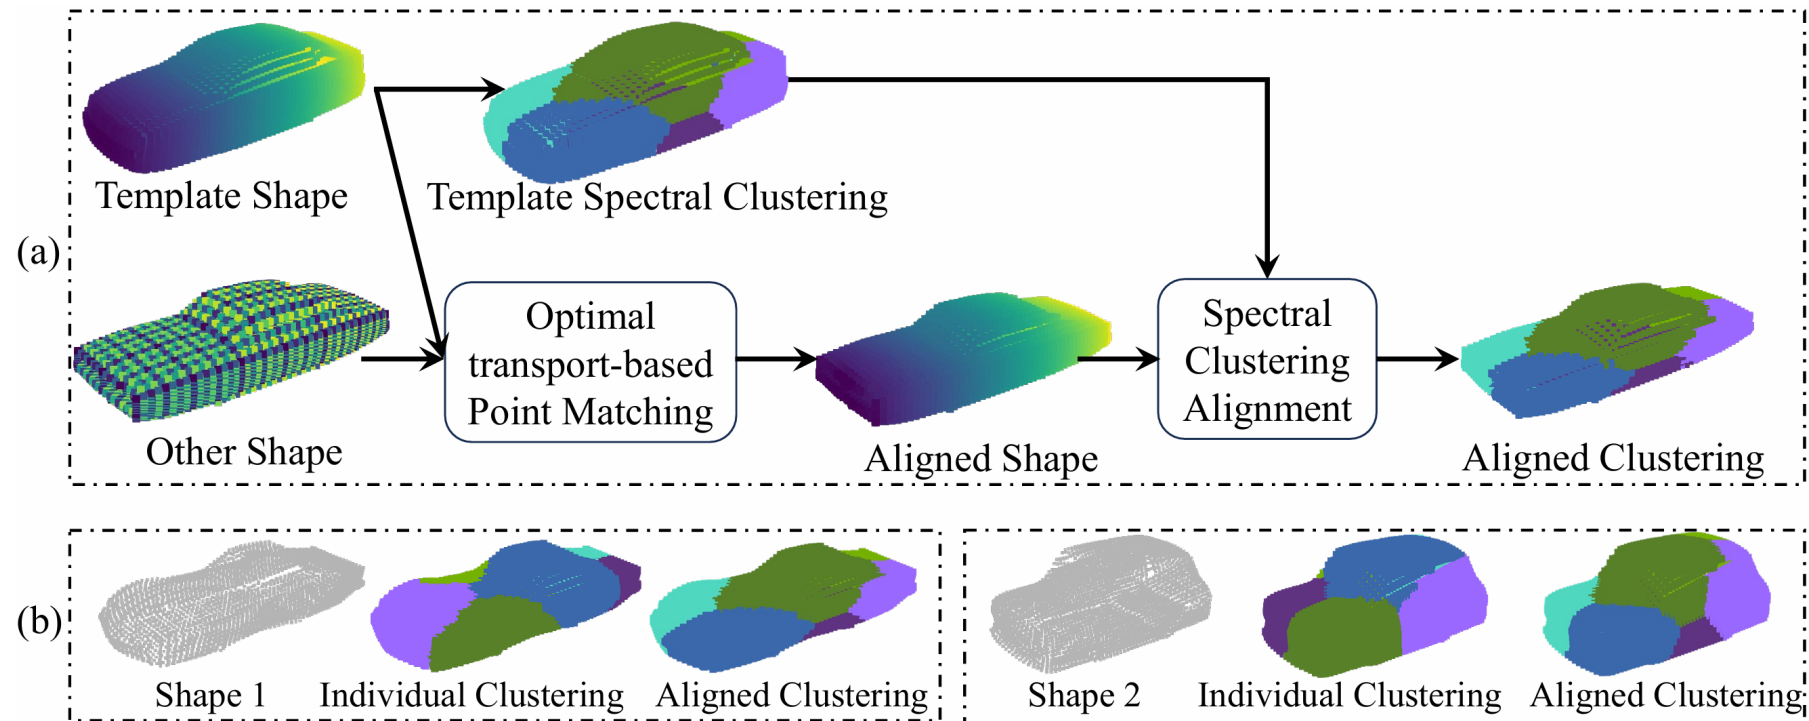 Template Shape
Template Spectral Clustering
(a)
Optimal
transport-based
Point Matching
Spectral
Clustering
Alignment
Other Shape
Aligned Shape
Aligned Clustering
(b)
Shape 1
Individual Clustering
Aligned Clustering
Shape 2
Individual Clustering
Aligned Clustering